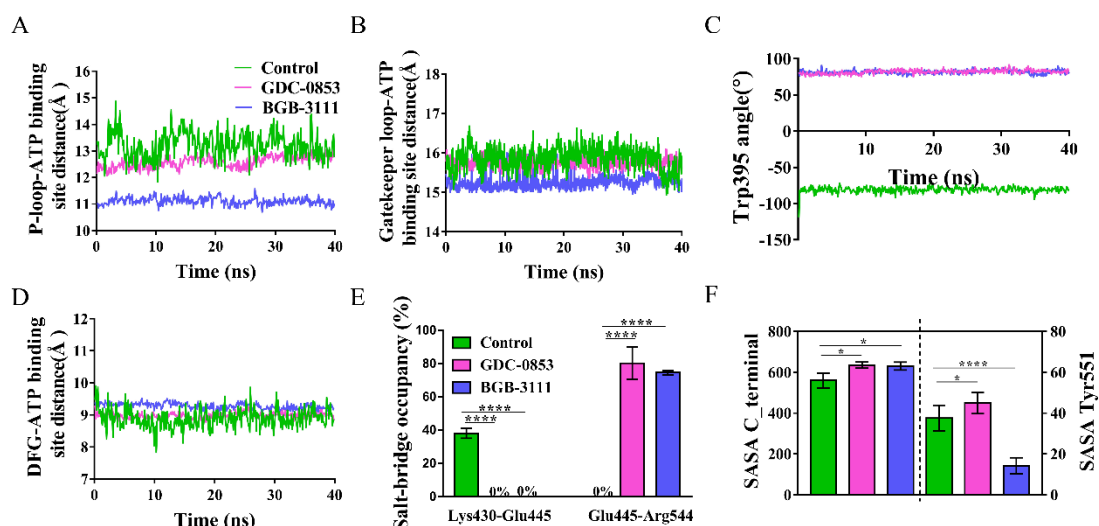 A
P-loop-ATP binding
site distance(Å)
16
15
14
13
12
11
10
Control
GDC-0853
BGB-3111
0
10
20
30
40
Time (ns)
B
Gatekeeper loop-ATP
binding site distance(Å )
18
17
16
15
14
0
10
20
30
40
Time (ns)
C
Trp395 angle(°)
100
50
0
-50
-100
-150
10
20
30
40
Time (ns)
D
DFG-ATP binding
site distance(Å)
12
11
10
9
8
7
0
10
20
30
40
Time (ns)
E
Salt-bridge occupancy (%)
100
80
60
40
20
0
Control
GDC-0853
BGB-3111
****
****
****
****
0%
0%
0%
Lys430-Glu445
Glu445-Arg544
F
SASA C_terminal
800
600
400
200
0
*
*
****
*
80
60
40
20
0
SASA Tyr551